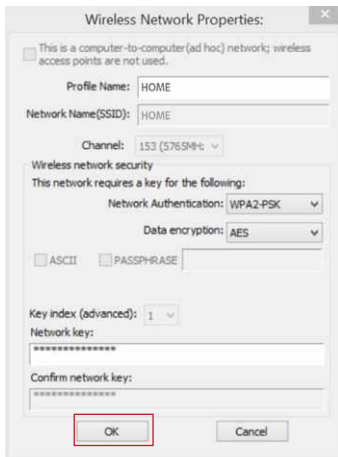 Wireless Network Properties:
This is a computer-to-computer(ad hoc) network; wireless
access points are not used.
Profile Name: HOME
Network Name(SSID): HOME
Channel: 153 (5765MH:
Wireless network security
This network requires a key for the following:
Network Authentication: WPA2-PSK
Data encryption: AES
ASCII PASSPHRASE
Key index (advanced): 1
Network key:
**************
Confirm network key:
**************
OK Cancel